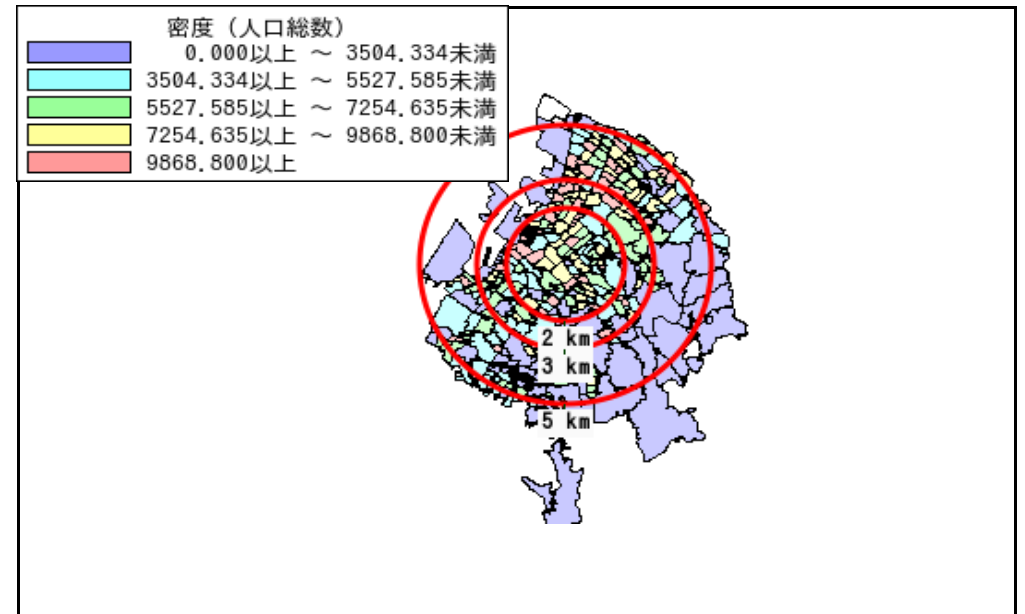 密度（人口総数）
0.000以上 ～ 3504.334未満
3504.334以上 ～ 5527.585未満
5527.585以上 ～ 7254.635未満
7254.635以上 ～ 9868.800未満
9868.800以上
2 km
3 km
5 km